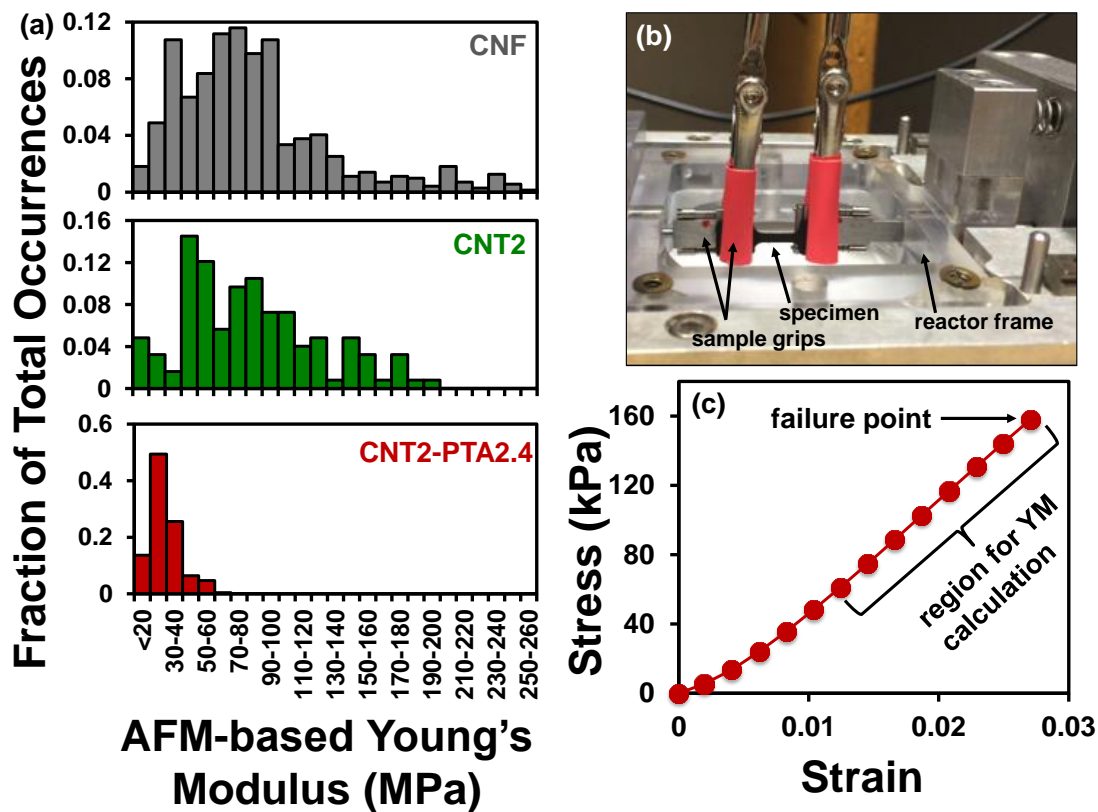 (a)
Fraction of Total Occurrences
0.12
0.08
0.04
0
CNF
0.16
0.12
0.08
0.04
0
CNT2
0.6
0.4
0.2
0
CNT2-PTA2.4
<20
30-40
50-60
70-80
90-100
110-120
130-140
150-160
170-180
190-200
210-220
230-240
250-260
AFM-based Young's
Modulus (MPa)
(b)
sample grips
specimen
reactor frame
(c)
Stress (kPa)
160
120
80
40
0
failure point
region for YM
calculation
0
0.01
0.02
0.03
Strain